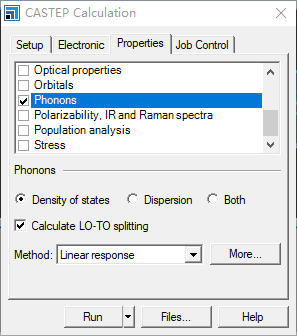 CASTEP Calculation
Setup Electronic Properties Job Control
Optical properties
Orbitals
Phonons
Polarizability, IR and Raman spectra
Population analysis
Stress
Phonons
Density of states Dispersion Both
Calculate LO-TO splitting
Method: Linear response More...
Run Files... Help